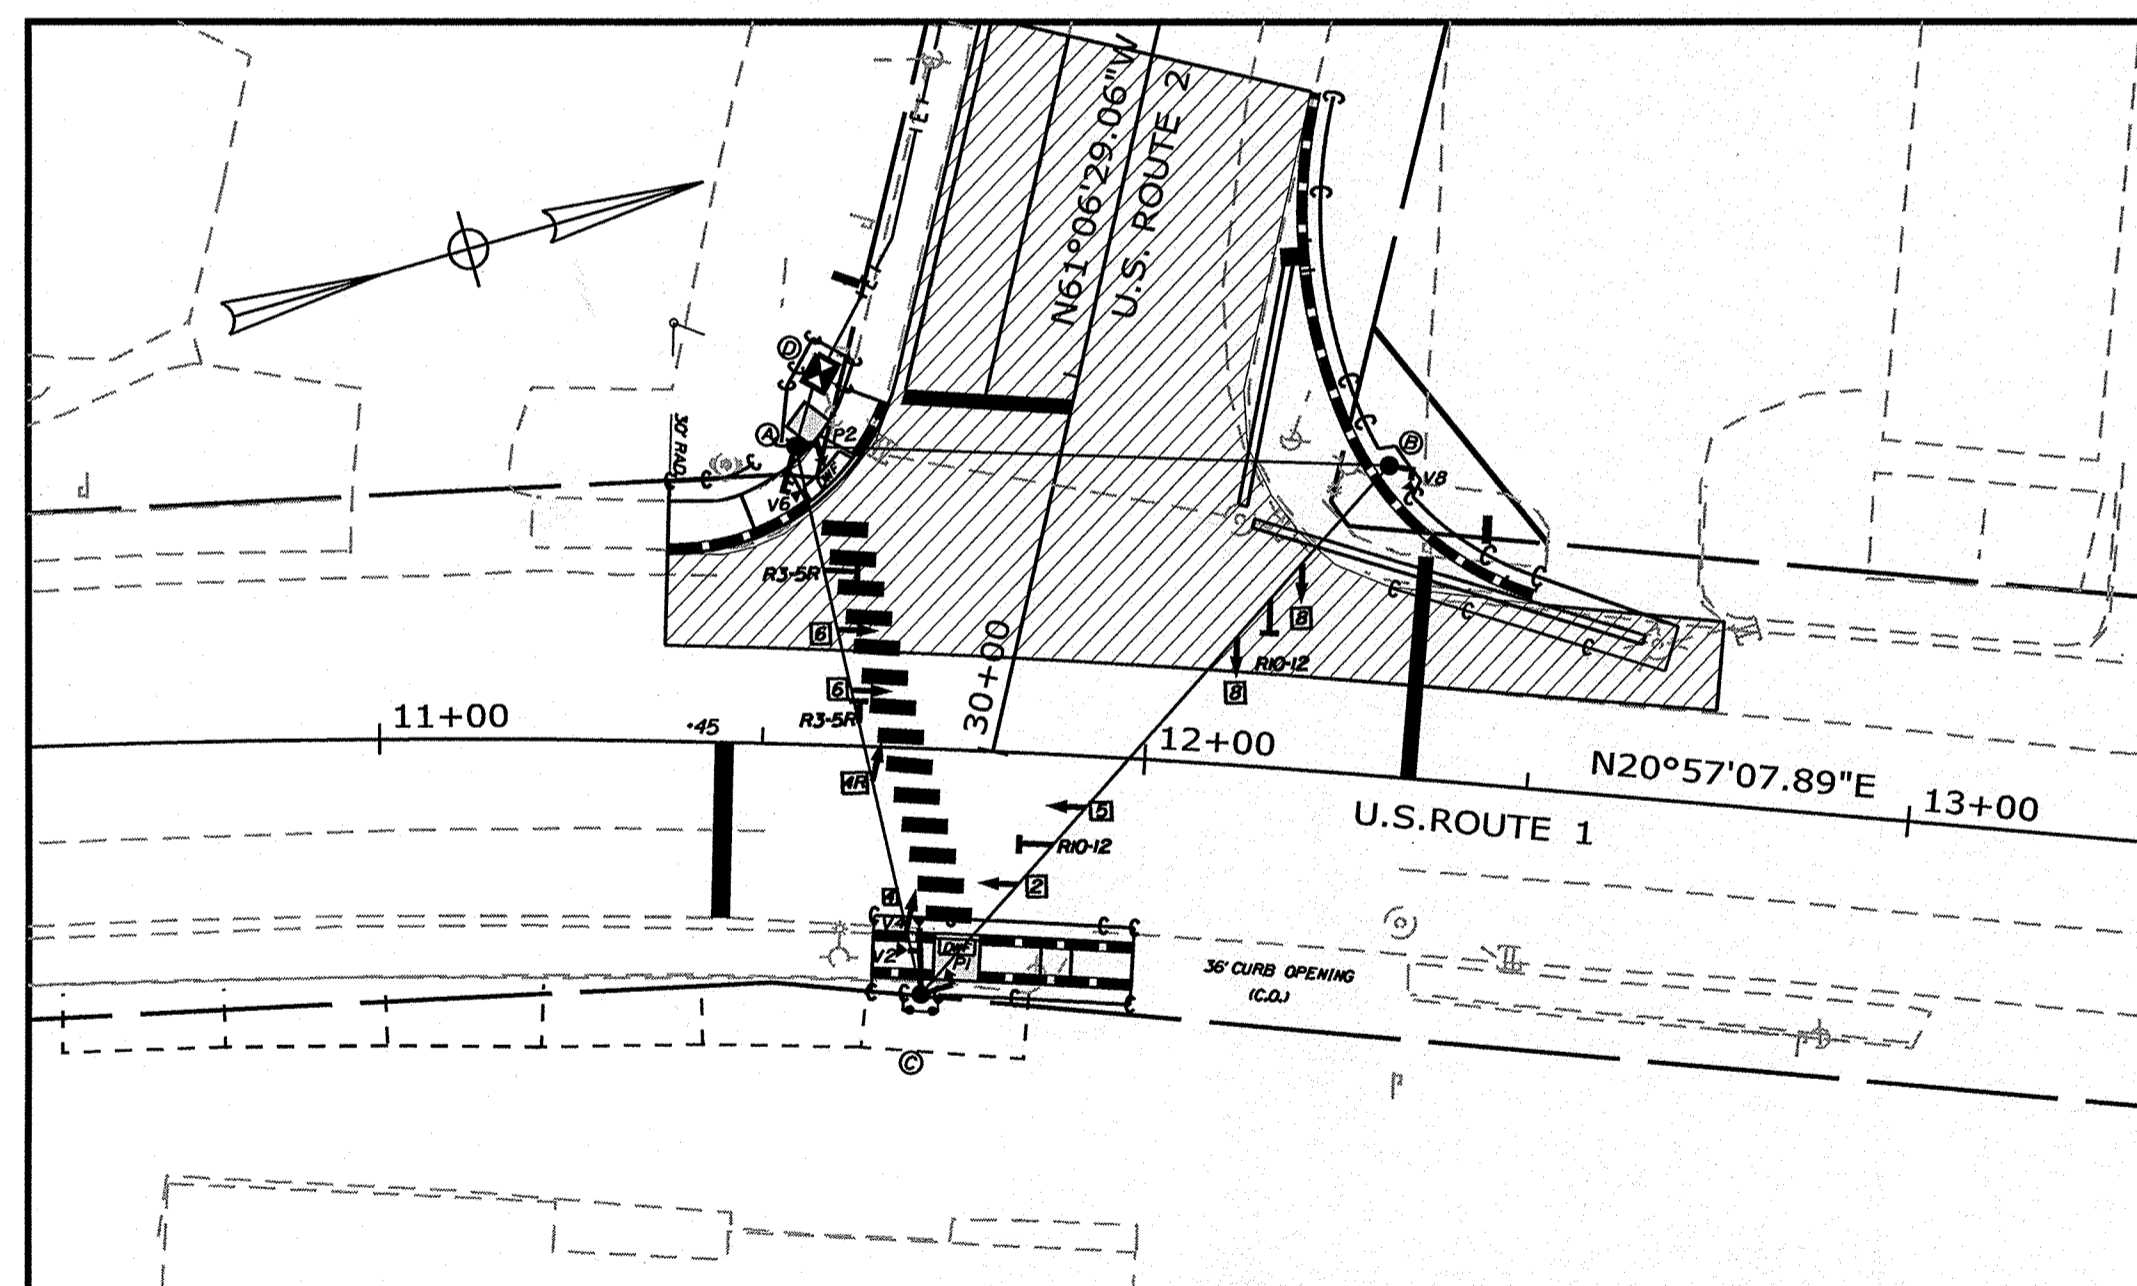 N61°06'29.06"W
U.S. ROUTE 2
E
D
A
P2
30' RAD.
DWF
V6
B
V8
R3-5R
6
8
R10-12
6
R3-5R
8
30+00
11+00
+45
12+00
N20°57'07.89"E
13+00
U.S.ROUTE 1
4R
5
R10-12
2
4
V4
V2
DWF
P1
36' CURB OPENING
(C.O.)
C